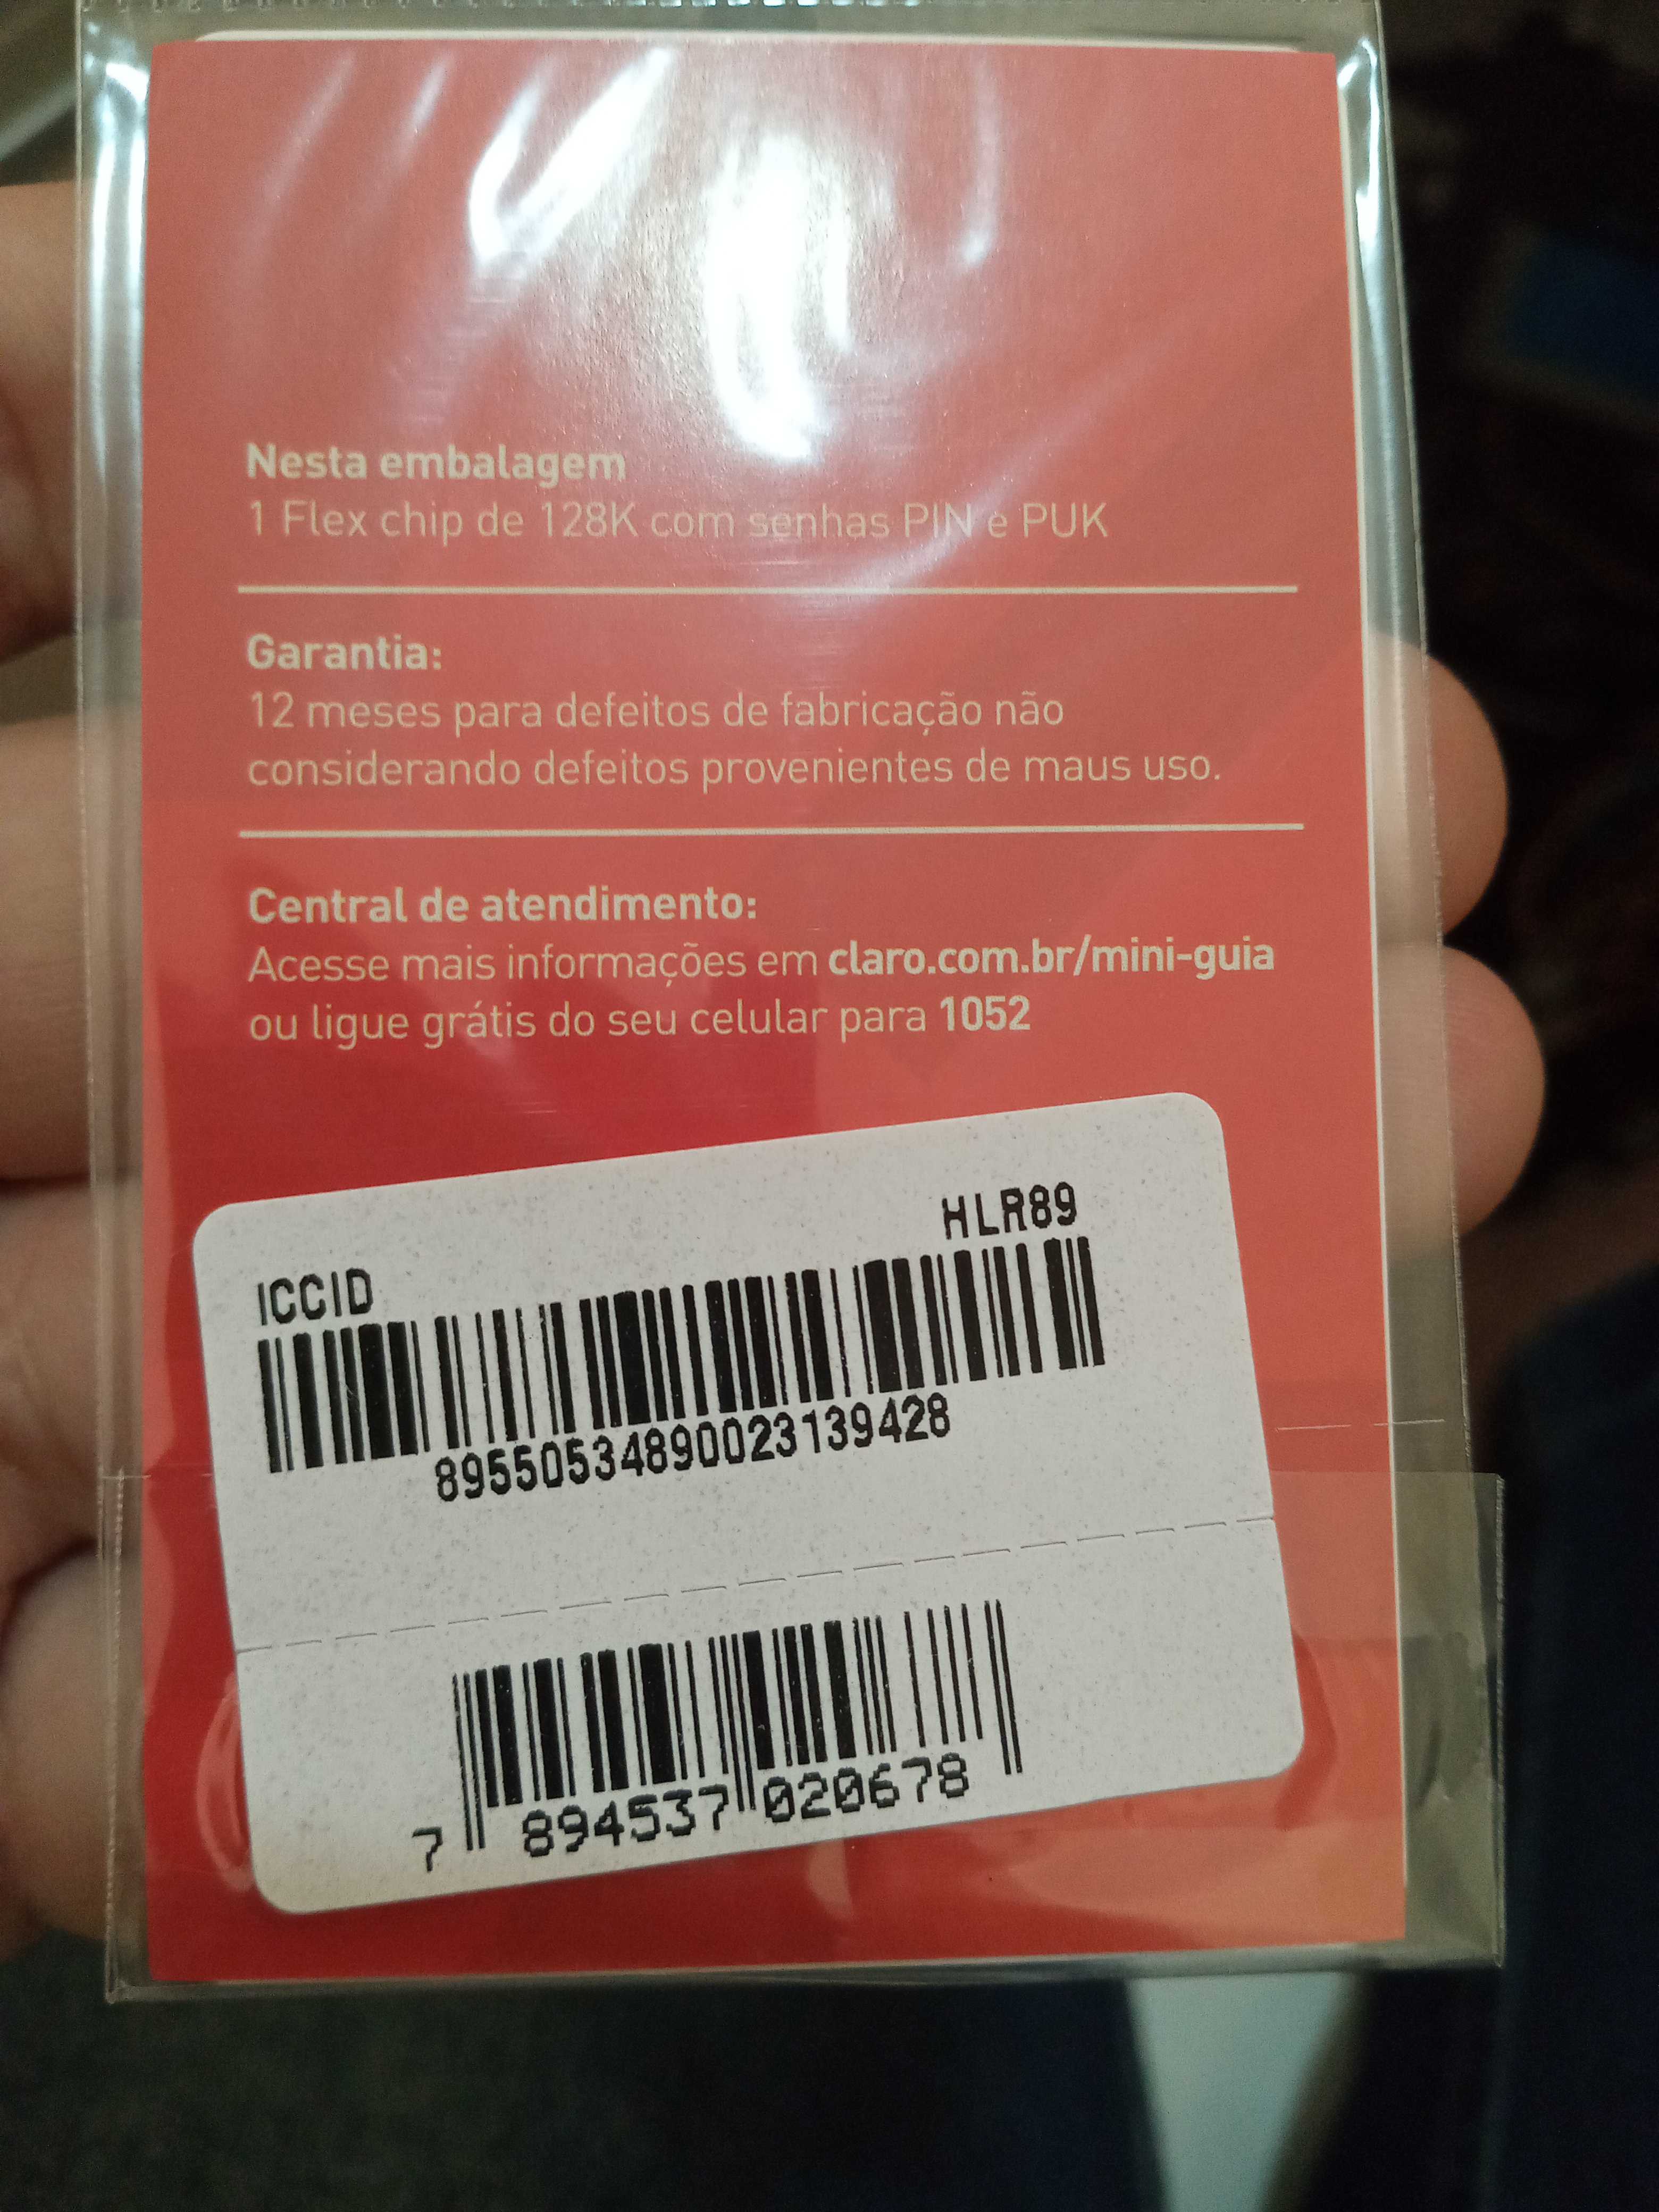 Nesta embalagem
1 Flex chip de 128K com senhas PIN e PUK
Garantia:
12 meses para defeitos de fabricação não
considerando defeitos provenientes de maus uso.
Central de atendimento:
Acesse mais informações em claro.com.br/mini-guia
ou ligue grátis do seu celular para 1052
HLR89
ICCID
89550534890023139428
7 894537 020678